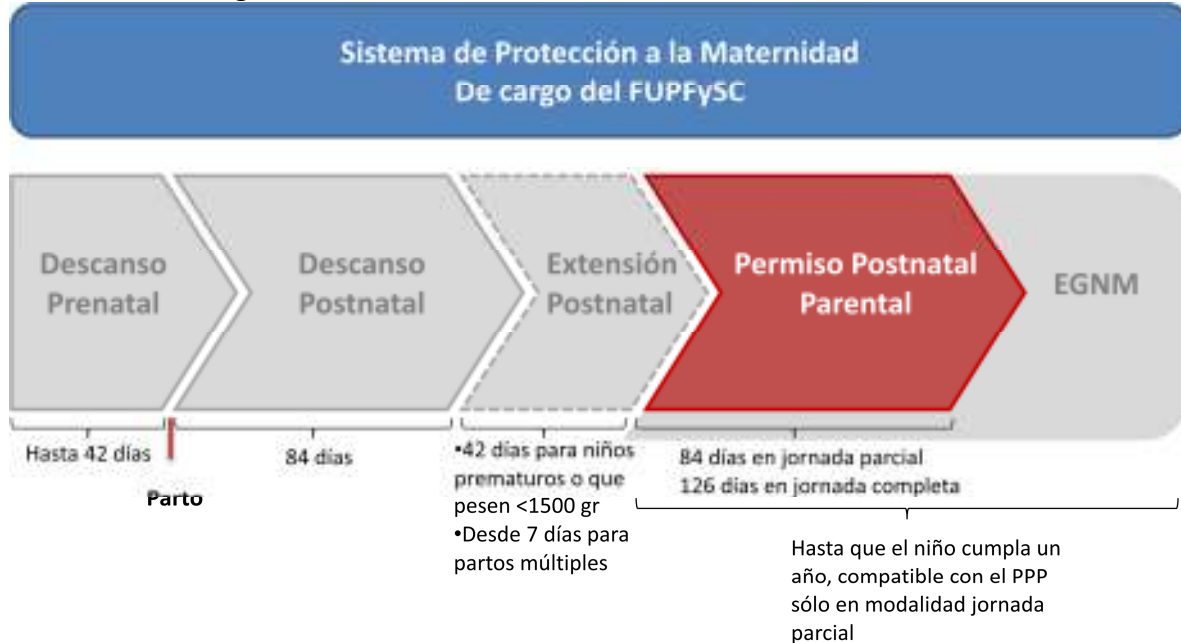 Sistema de Protección a la Maternidad
De cargo del FUPFySC
Descanso
Prenatal
Descanso
Postnatal
Extensión
Postnatal
Permiso Postnatal
Parental
EGNM
Hasta 42 días
Parto
84 días
•42 días para niños
prematuros o que
pesen <1500 gr
•Desde 7 días para
partos múltiples
84 días en jornada parcial
126 días en jornada completa
Hasta que el niño cumpla un
año, compatible con el PPP
sólo en modalidad jornada
parcial